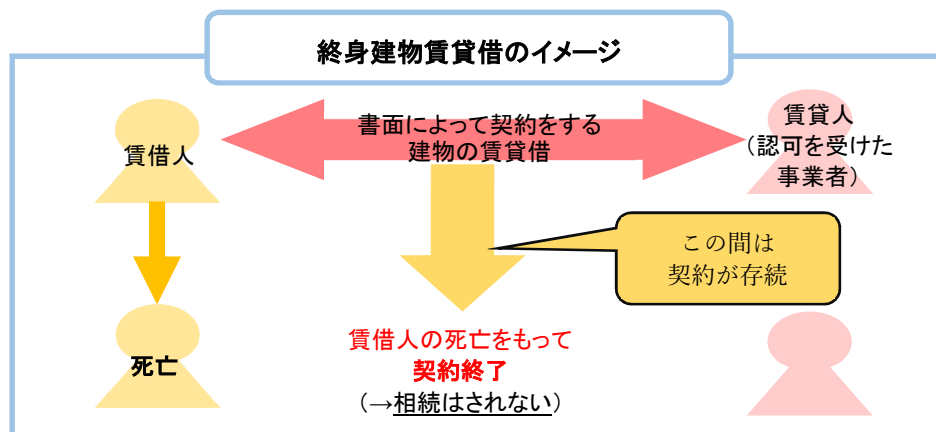 終身建物賃貸借のイメージ
賃借人
書面によって契約をする
建物の賃貸借
賃貸人
（認可を受けた
事業者）
この間は
契約が存続
死亡
賃借人の死亡をもって
契約終了
（→相続はされない）